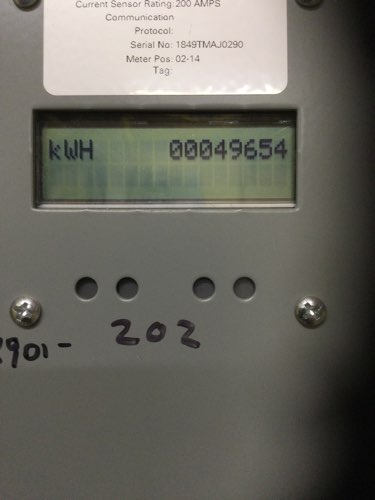 Current Sensor Rating: 200 AMPS
Communication
Protocol:
Serial No: 1849TMAJ0290
Meter Pos: 02-14
Tag:
kWH 00049654
202